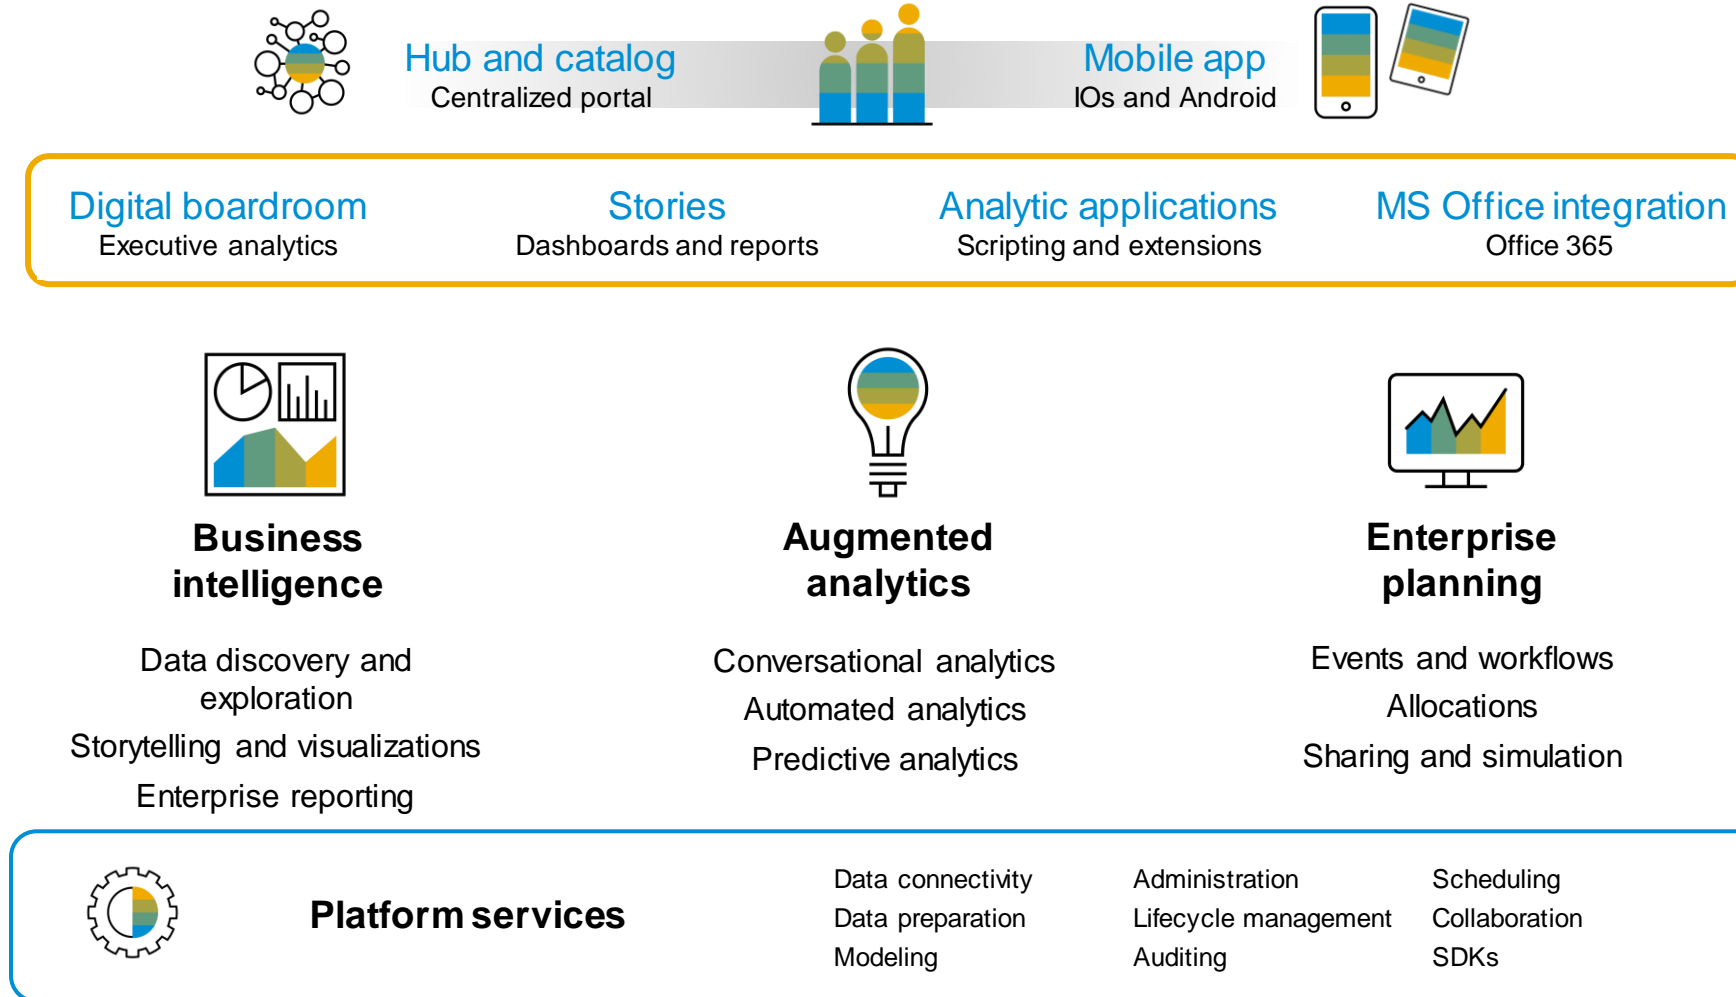 Hub and catalog
Centralized portal
Mobile app
IOs and Android
Digital boardroom
Executive analytics
Stories
Dashboards and reports
Analytic applications
Scripting and extensions
MS Office integration
Office 365
Business
intelligence
Data discovery and
exploration
Storytelling and visualizations
Enterprise reporting
Augmented
analytics
Conversational analytics
Automated analytics
Predictive analytics
Enterprise
planning
Events and workflows
Allocations
Sharing and simulation
Platform services
Data connectivity
Data preparation
Modeling
Administration
Lifecycle management
Auditing
Scheduling
Collaboration
SDKs